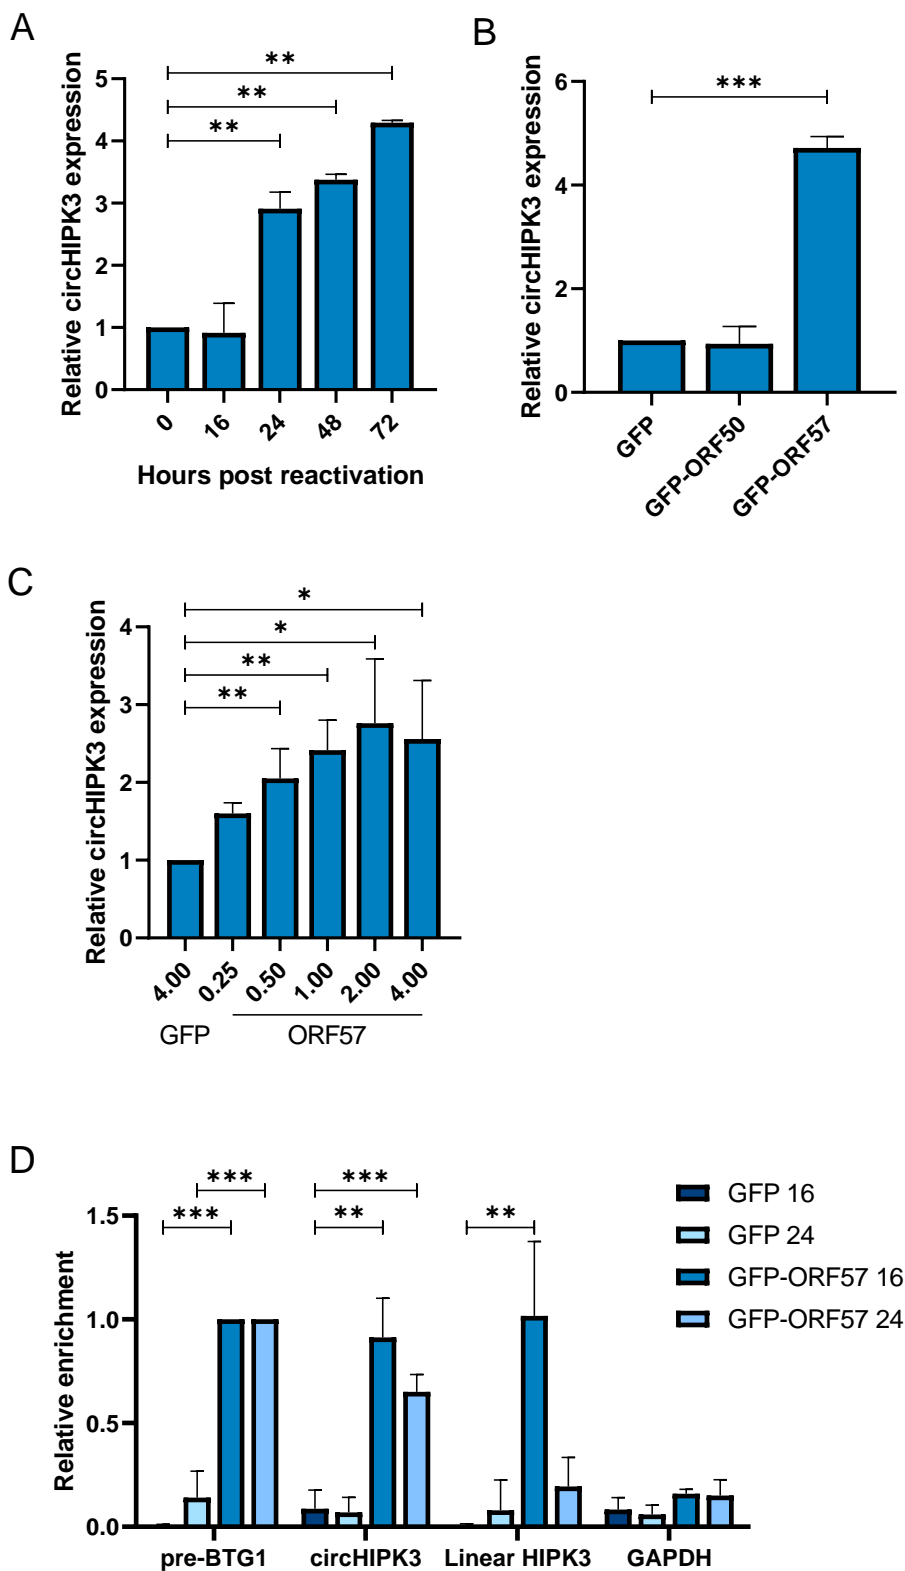 A
Relative circHIPK3 expression
5
4
3
2
1
0
**
**
**
0
16
24
48
72
Hours post reactivation
B
Relative circHIPK3 expression
6
4
2
0
***
GFP
GFP-ORF50
GFP-ORF57
C
Relative circHIPK3 expression
4
3
2
1
0
*
*
**
**
4.00
0.25
0.50
1.00
2.00
4.00
GFP
ORF57
D
Relative enrichment
1.5
1.0
0.5
0.0
***
***
***
**
**
pre-BTG1
circHIPK3
Linear HIPK3
GAPDH
GFP 16
GFP 24
GFP-ORF57 16
GFP-ORF57 24